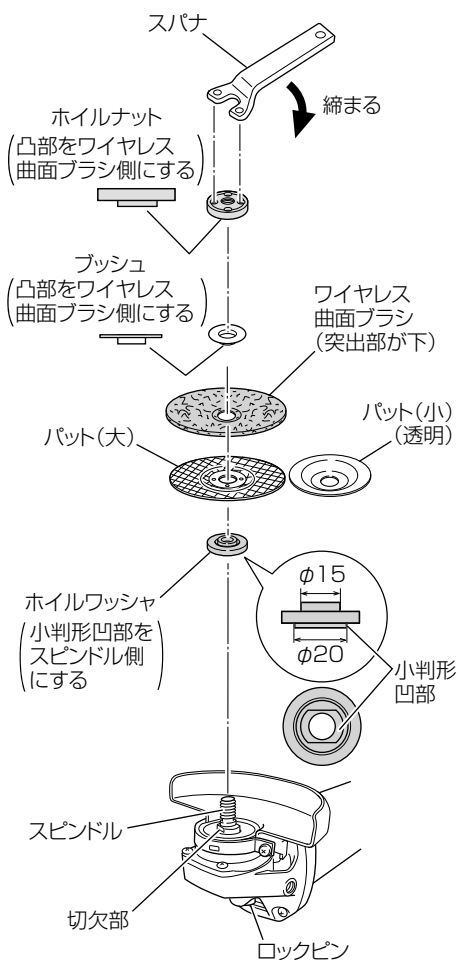 スパナ
締まる
ホイルナット
(凸部をワイヤレス
曲面ブラシ側にする)
ブッシュ
(凸部をワイヤレス
曲面ブラシ側にする)
ワイヤレス
曲面ブラシ
(突出部が下)
パット(大)
パット(小)
(透明)
ホイルワッシャ
(小判形凹部を
スピンドル側
にする)
φ15
φ20
小判形
凹部
スピンドル
切欠部
ロックピン